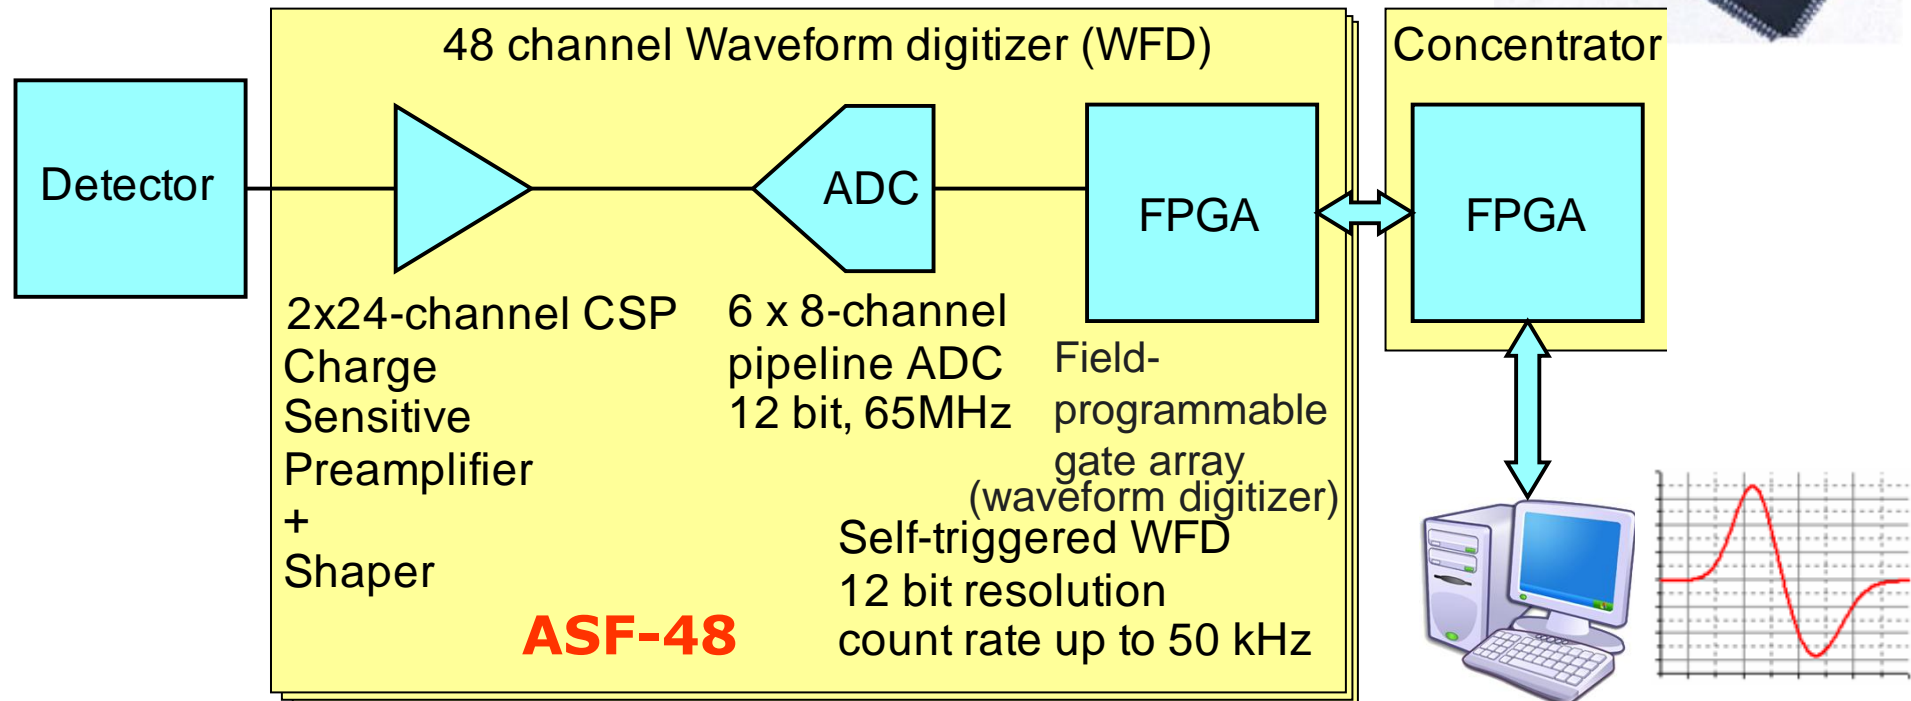 48 channel Waveform digitizer (WFD)
Concentrator
Detector
ADC
FPGA
FPGA
2x24-channel CSP
Charge
Sensitive
Preamplifier
+
Shaper
6 x 8-channel
pipeline ADC
12 bit, 65MHz
Field-
programmable
gate array
(waveform digitizer)
Self-triggered WFD
12 bit resolution
count rate up to 50 kHz
ASF-48